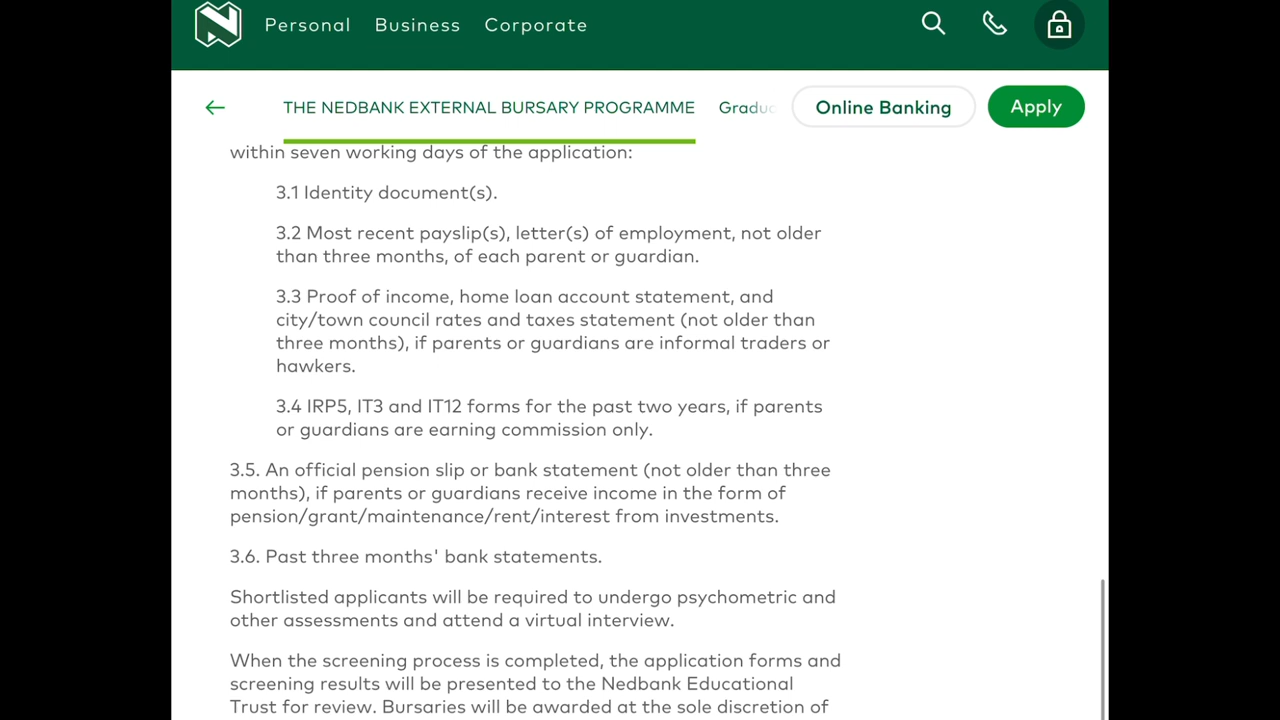 Personal Business Corporate
THE NEDBANK EXTERNAL BURSARY PROGRAMME Online Banking Apply
within seven working days of the application:
3.1 Identity document(s).
3.2 Most recent payslip(s), letter(s) of employment, not older
than three months, of each parent or guardian.
3.3 Proof of income, home loan account statement, and
city/town council rates and taxes statement (not older than
three months), if parents or guardians are informal traders or
hawkers.
3.4 IRP5, IT3 and IT12 forms for the past two years, if parents
or guardians are earning commission only.
3.5. An official pension slip or bank statement (not older than three
months), if parents or guardians receive income in the form of
pension/grant/maintenance/rent/interest from investments.
3.6. Past three months' bank statements.
Shortlisted applicants will be required to undergo psychometric and
other assessments and attend a virtual interview.
When the screening process is completed, the application forms and
screening results will be presented to the Nedbank Educational
Trust for review. Bursaries will be awarded at the sole discretion of